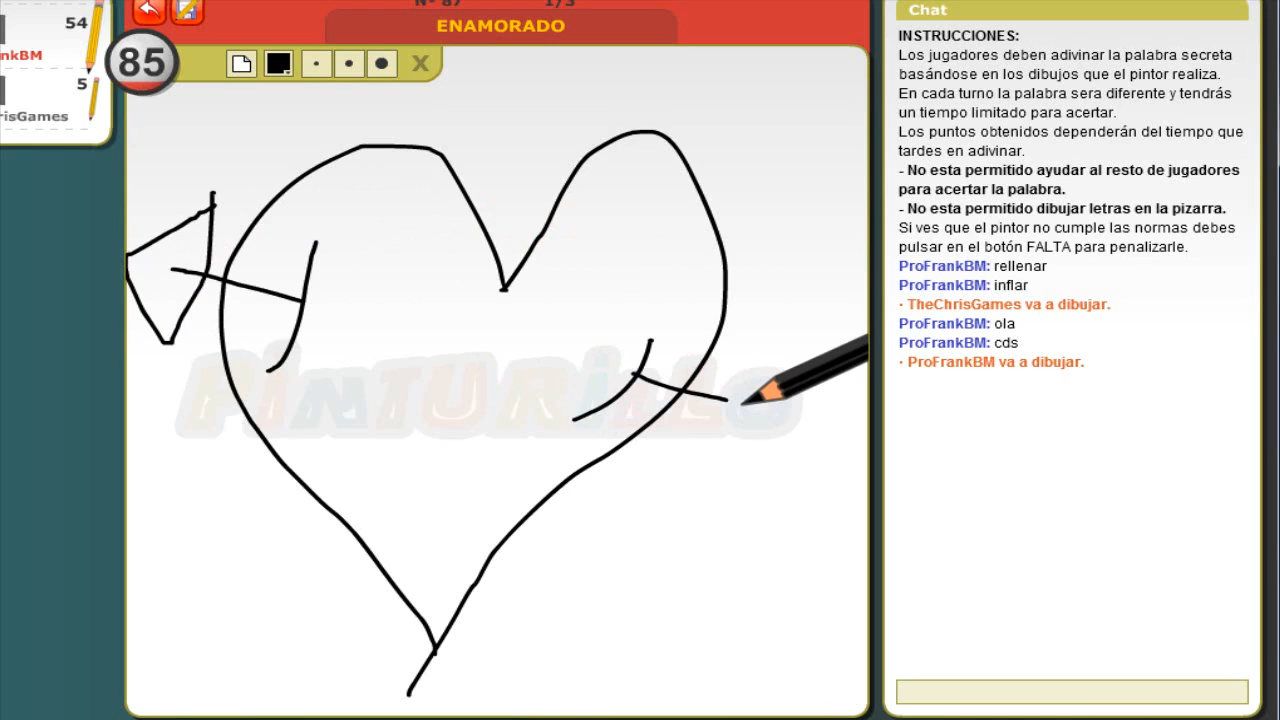 54
nkBM
5
risGames
85
Nº 87
1/3
ENAMORADO
X
PiNTURiLLO
Chat
INSTRUCCIONES:
Los jugadores deben adivinar la palabra secreta
basándose en los dibujos que el pintor realiza.
En cada turno la palabra sera diferente y tendrás
un tiempo limitado para acertar.
Los puntos obtenidos dependerán del tiempo que
tardes en adivinar.
- No esta permitido ayudar al resto de jugadores
para acertar la palabra.
- No esta permitido dibujar letras en la pizarra.
Si ves que el pintor no cumple las normas debes
pulsar en el botón FALTA para penalizarle.
ProFrankBM: rellenar
ProFrankBM: inflar
· TheChrisGames va a dibujar.
ProFrankBM: ola
ProFrankBM: cds
· ProFrankBM va a dibujar.